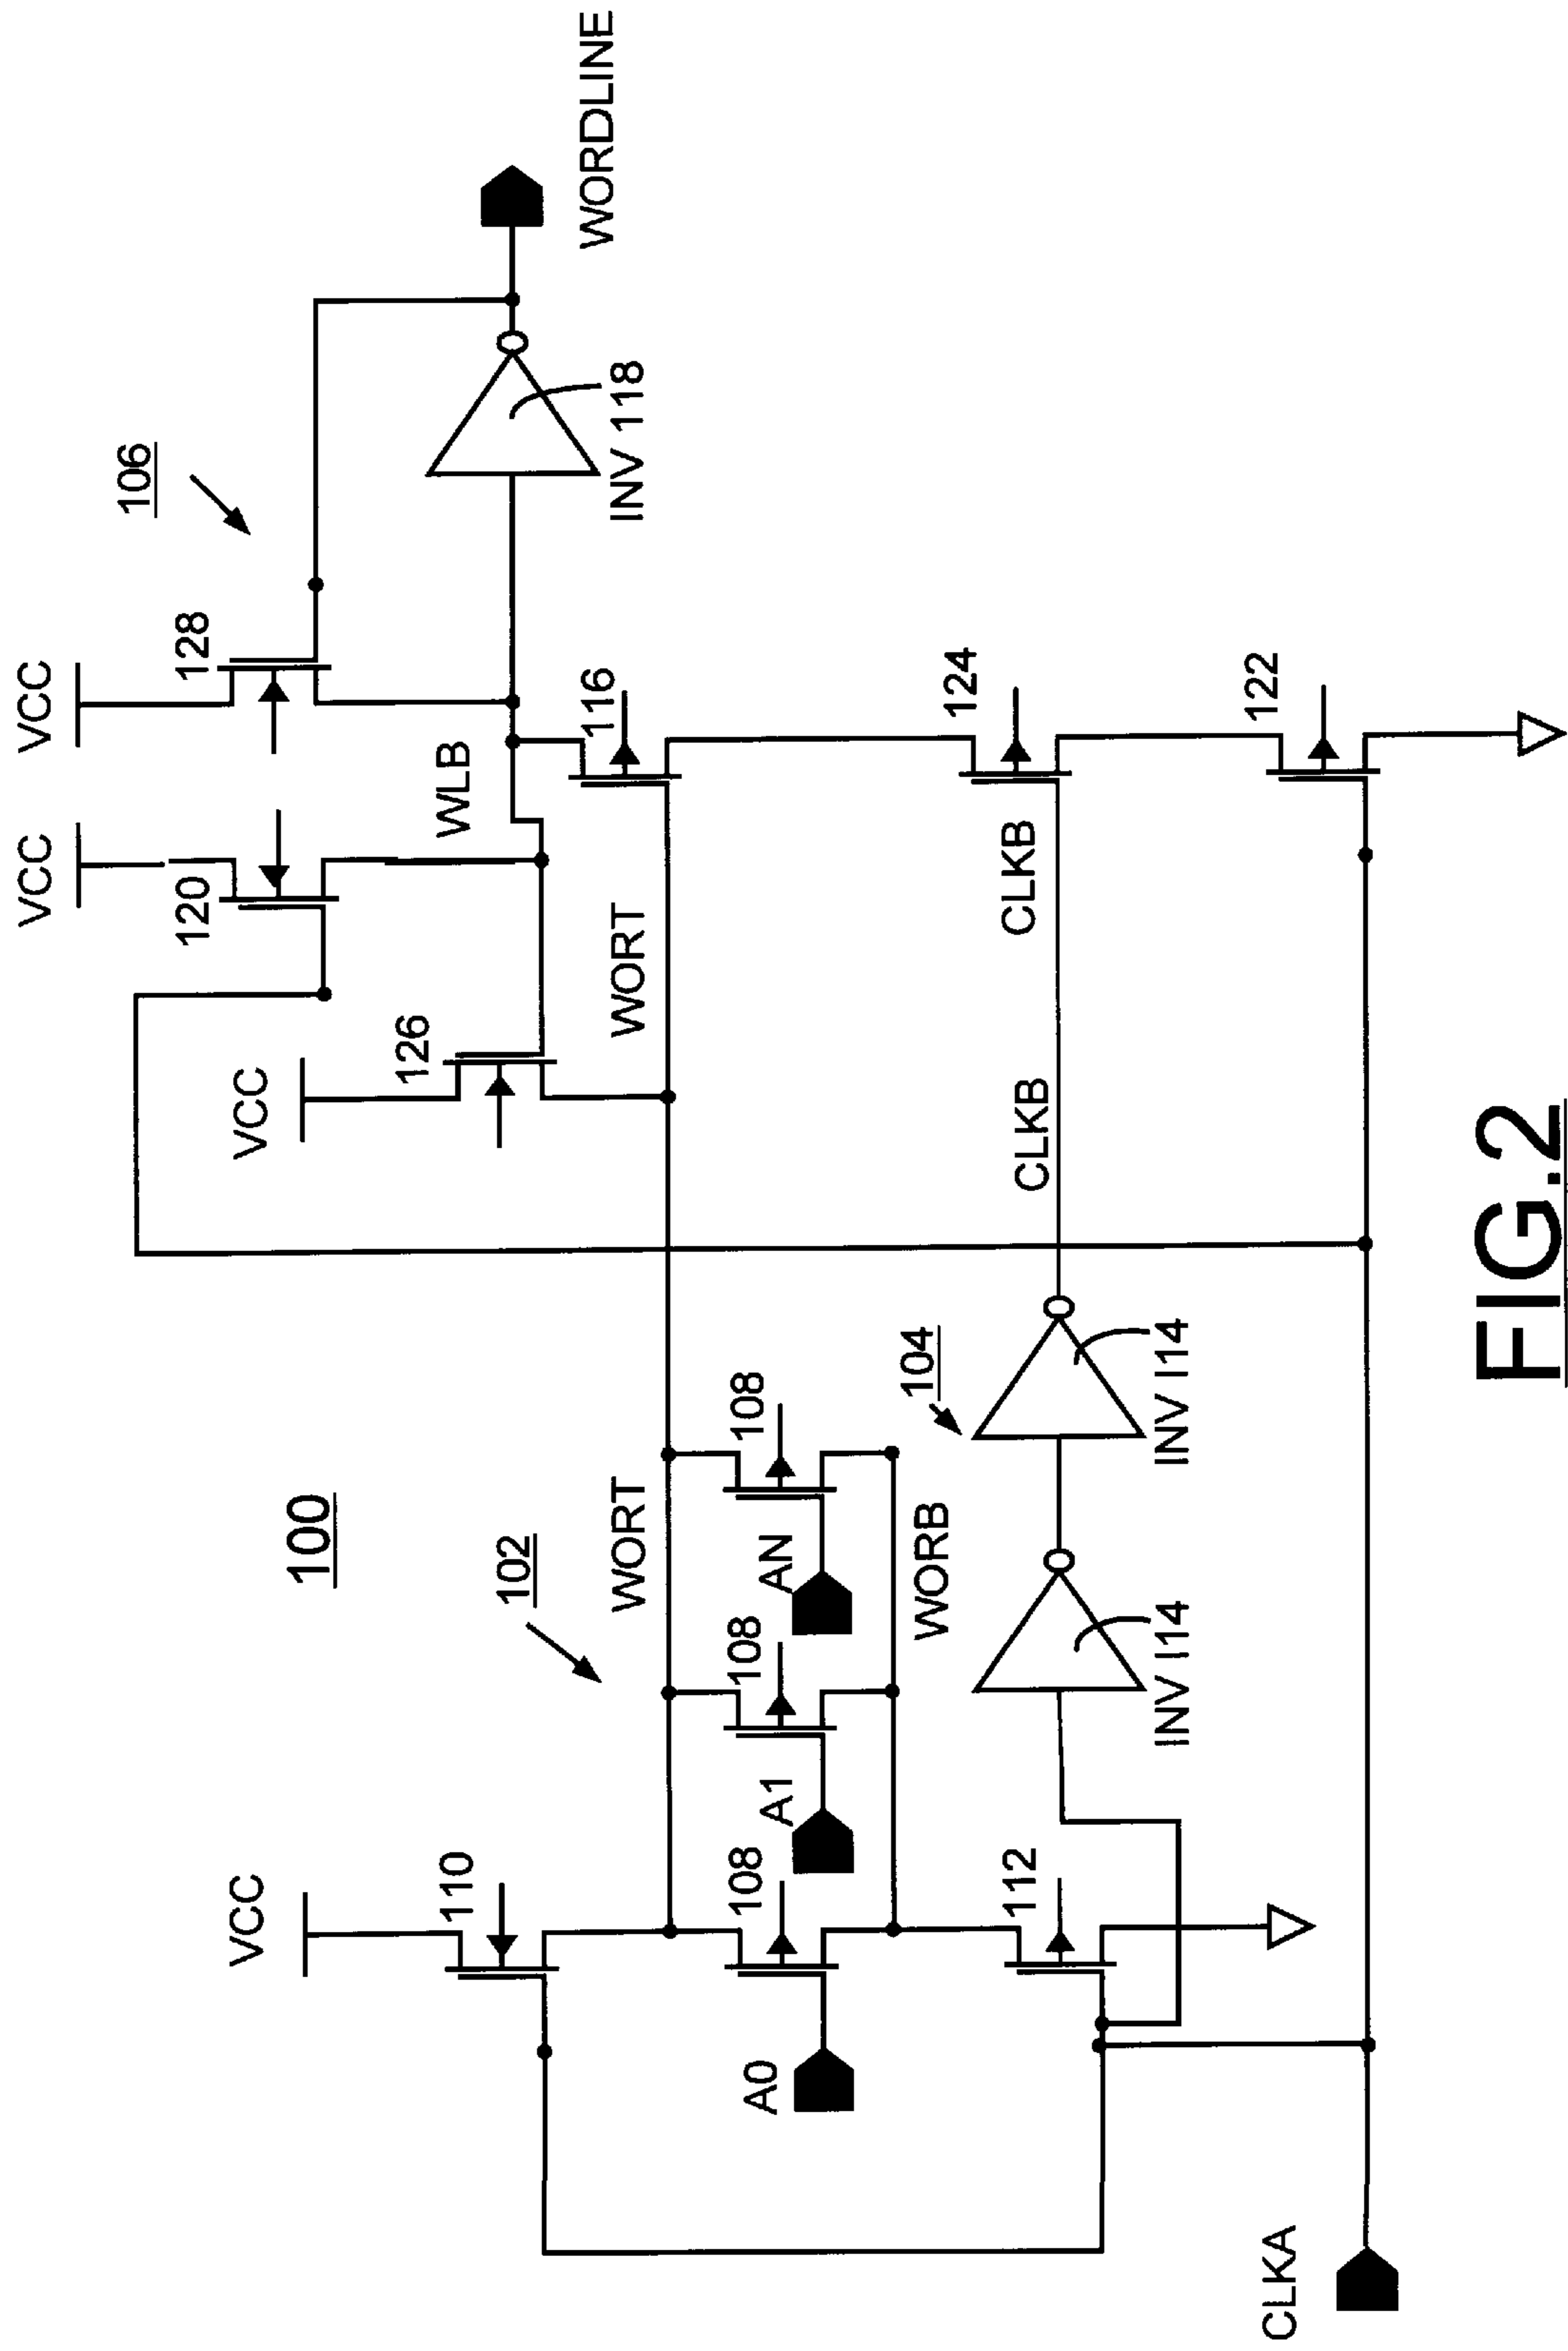 VCC
VCC
128
106
120
WORDLINE
VCC
126
WLB
116
INV 118
100
WORT
VCC
110
102
WORT
108
108
108
124
122
A0
A1
AN
WORB
CLKB
CLKB
104
112
INV I14
INV I14
CLKA
FIG.2